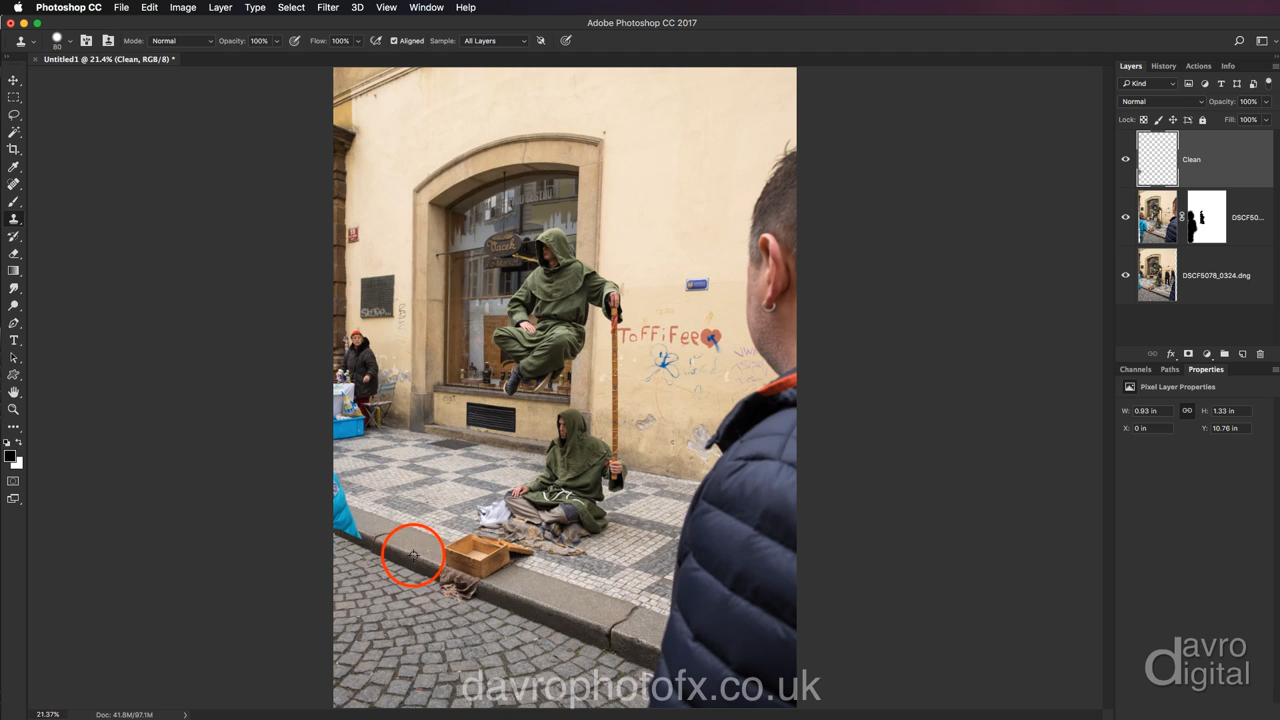 Photoshop CC File Edit Image Layer Type Select Filter 3D View Window Help
Adobe Photoshop CC 2017
80 Mode: Normal Opacity: 100% Flow: 100% Aligned Sample: All Layers
Untitled1 @ 21.4% (Clean, RGB/8) *
Layers History Actions Info
Kind
Normal Opacity: 100%
Lock: Fill: 100%
Clean
DSCF50...
DSCF5078_0324.dng
Channels Paths Properties
Pixel Layer Properties
W: 0.93 in H: 1.33 in
X: 0 in Y: 10.76 in
Vacek
ToFFiFee
davro
digital
davrophotofx.co.uk
21.37% Doc: 41.8M/97.1M